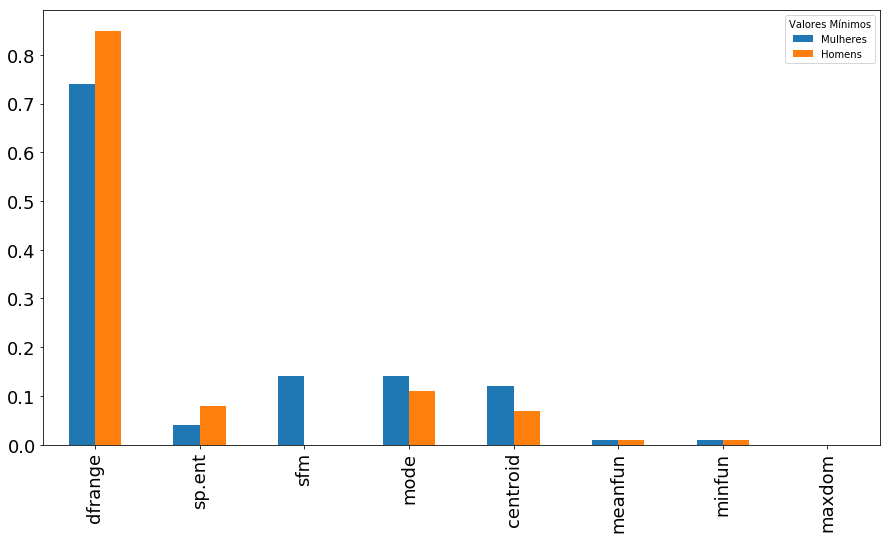 Valores Mínimos
Mulheres
Homens
0.8
0.7
0.6
0.5
0.4
0.3
0.2
0.1
0.0
dfrange
sp.ent
sfm
mode
centroid
meanfun
minfun
maxdom